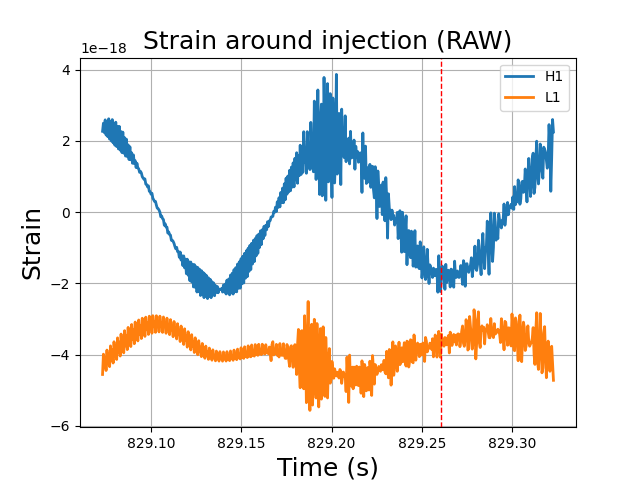 Strain around injection (RAW)
1e−18
H1
L1
4
2
0
−2
−4
−6
Strain
829.10 829.15 829.20 829.25 829.30
Time (s)